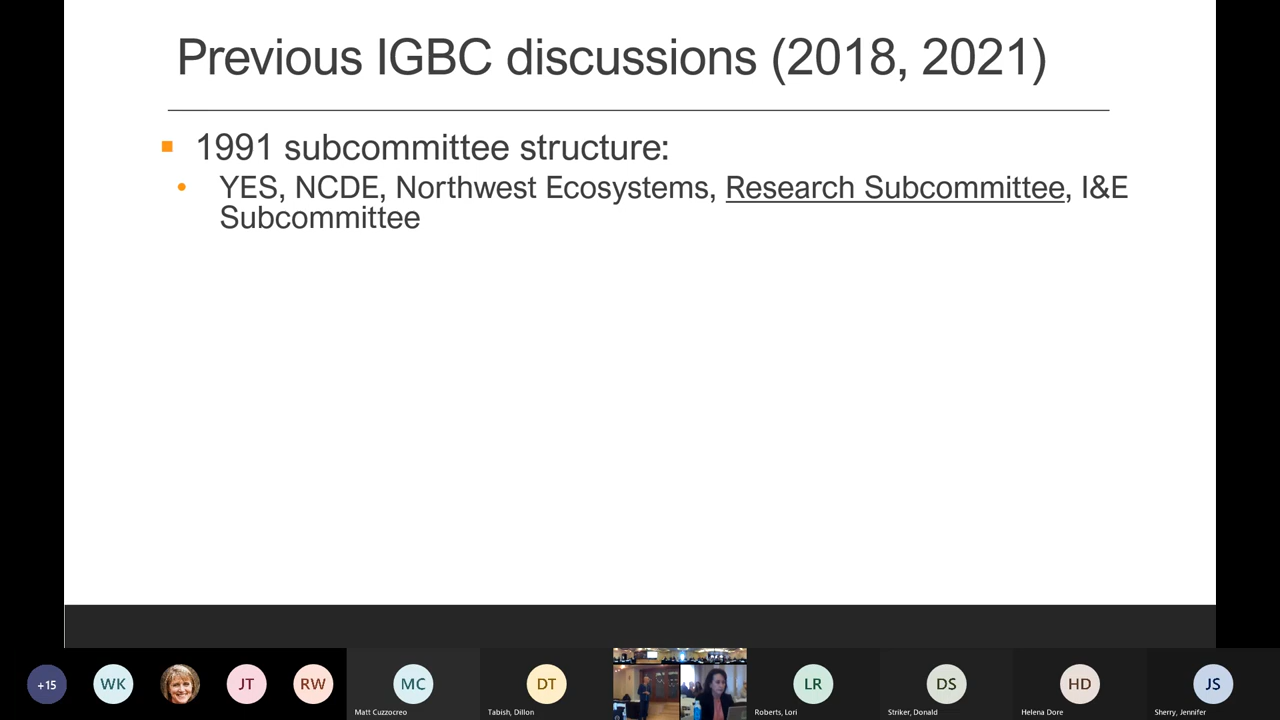 Previous IGBC discussions (2018, 2021)
1991 subcommittee structure:
YES, NCDE, Northwest Ecosystems, Research Subcommittee, I&E
Subcommittee
+15
WK
JT
RW
MC
DT
LR
DS
HD
JS
Matt Cuzzocreo
Tabish, Dillon
Roberts, Lori
Striker, Donald
Helena Dore
Sherry, Jennifer